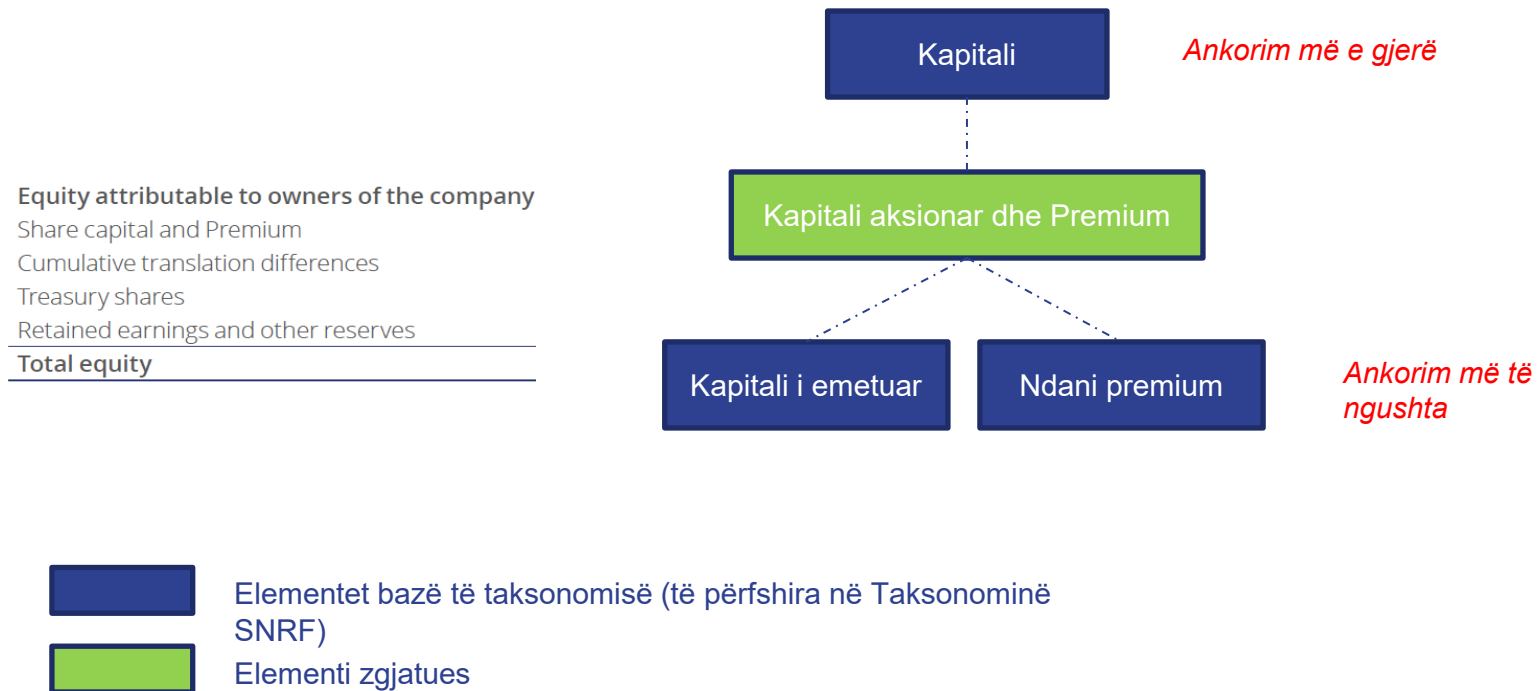 Kapitali
Ankorim më e gjerë
Equity attributable to owners of the company
Share capital and Premium
Cumulative translation differences
Treasury shares
Retained earnings and other reserves
Total equity
Kapitali aksionar dhe Premium
Kapitali i emetuar
Ndani premium
Ankorim më të
ngushta
Elementet bazë të taksonomisë (të përfshira në Taksonominë
SNRF)
Elementi zgjatues